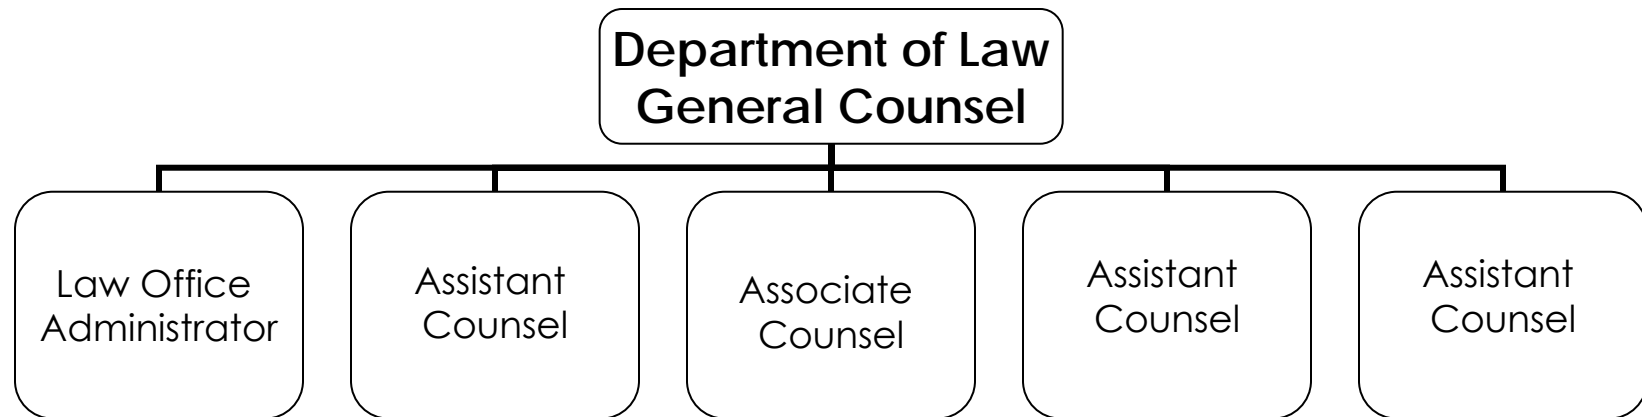 Department of Law
General Counsel
Law Office
Administrator
Assistant
Counsel
Associate
Counsel
Assistant
Counsel
Assistant
Counsel